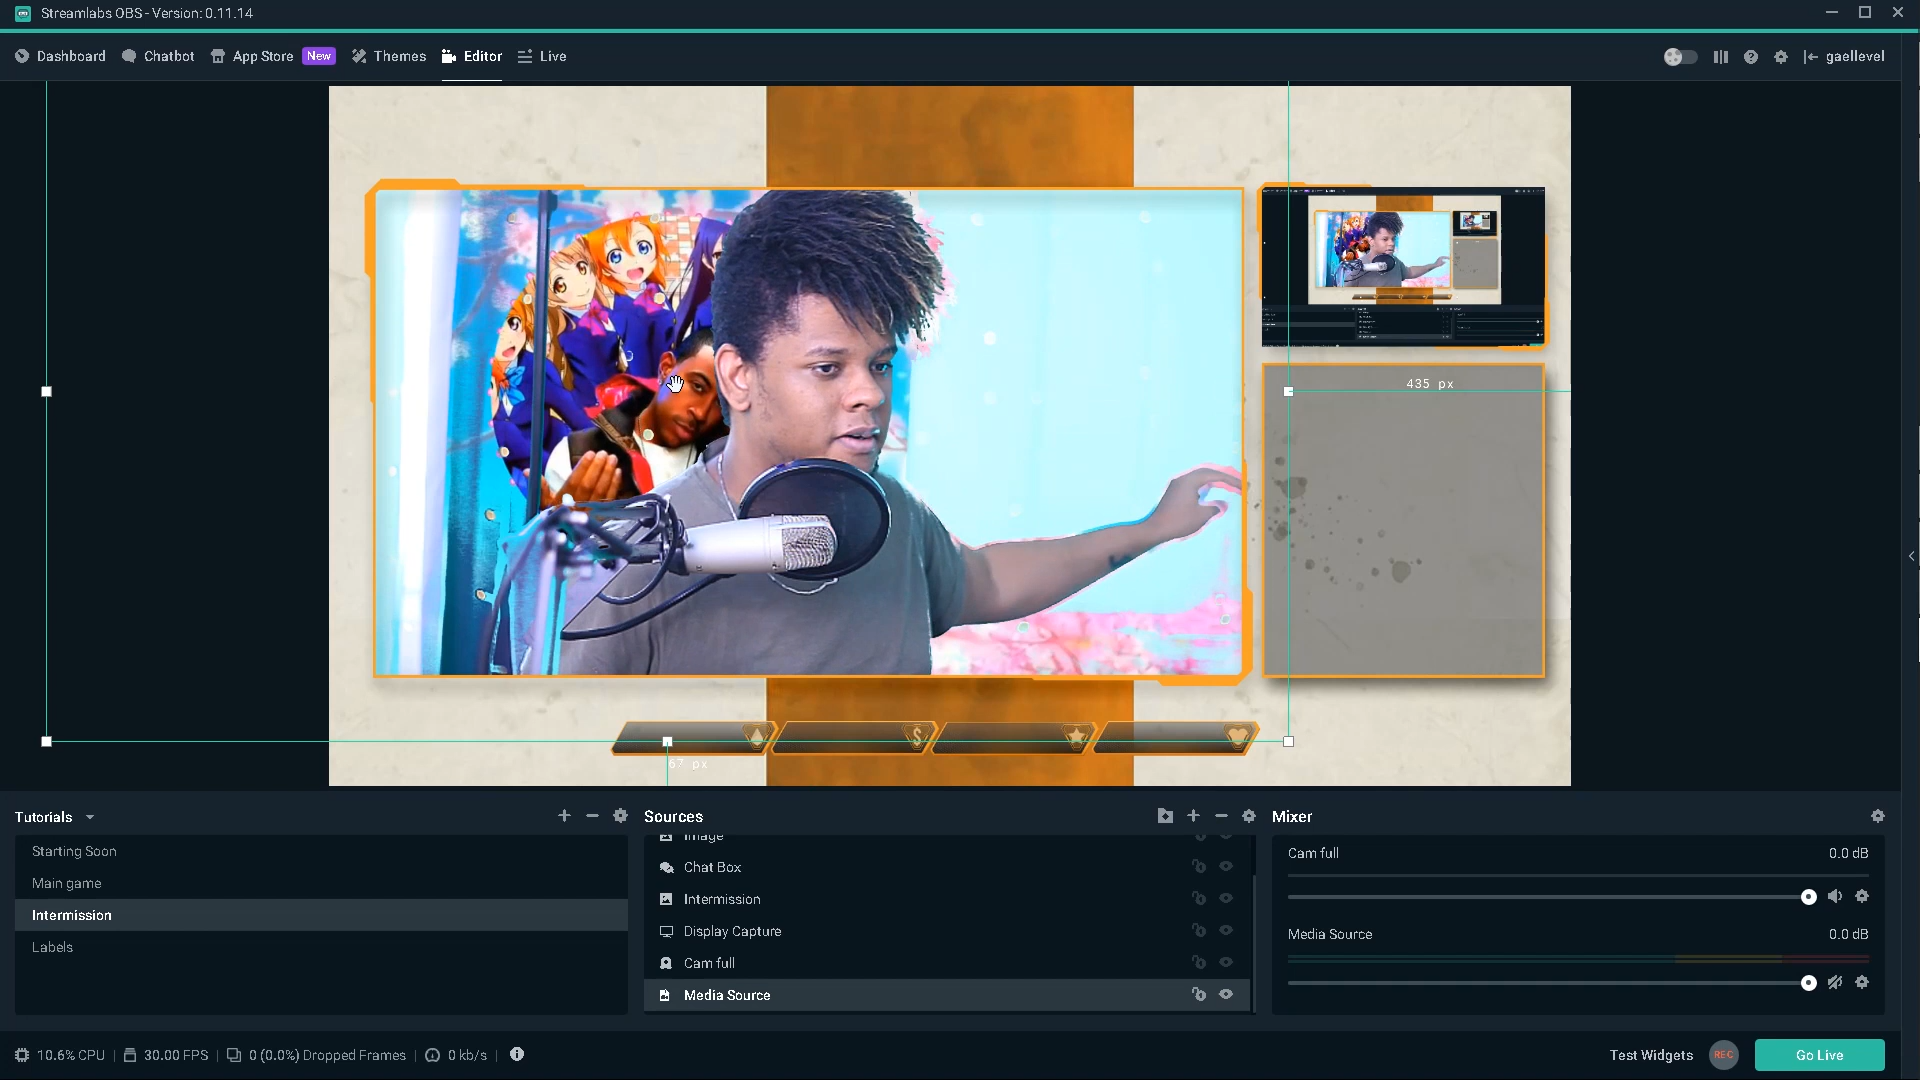 Streamlabs OBS - Version: 0.11.14
Dashboard
Chatbot
App Store
New
Themes
Editor
Live
gaellevel
435 px
$
67 px
Tutorials
Starting Soon
Main game
Intermission
Labels
Sources
Image
Chat Box
Intermission
Display Capture
Cam full
Media Source
Mixer
Cam full
0.0 dB
Media Source
0.0 dB
10.6% CPU
30.00 FPS
0 (0.0%) Dropped Frames
0 kb/s
Test Widgets
REC
Go Live